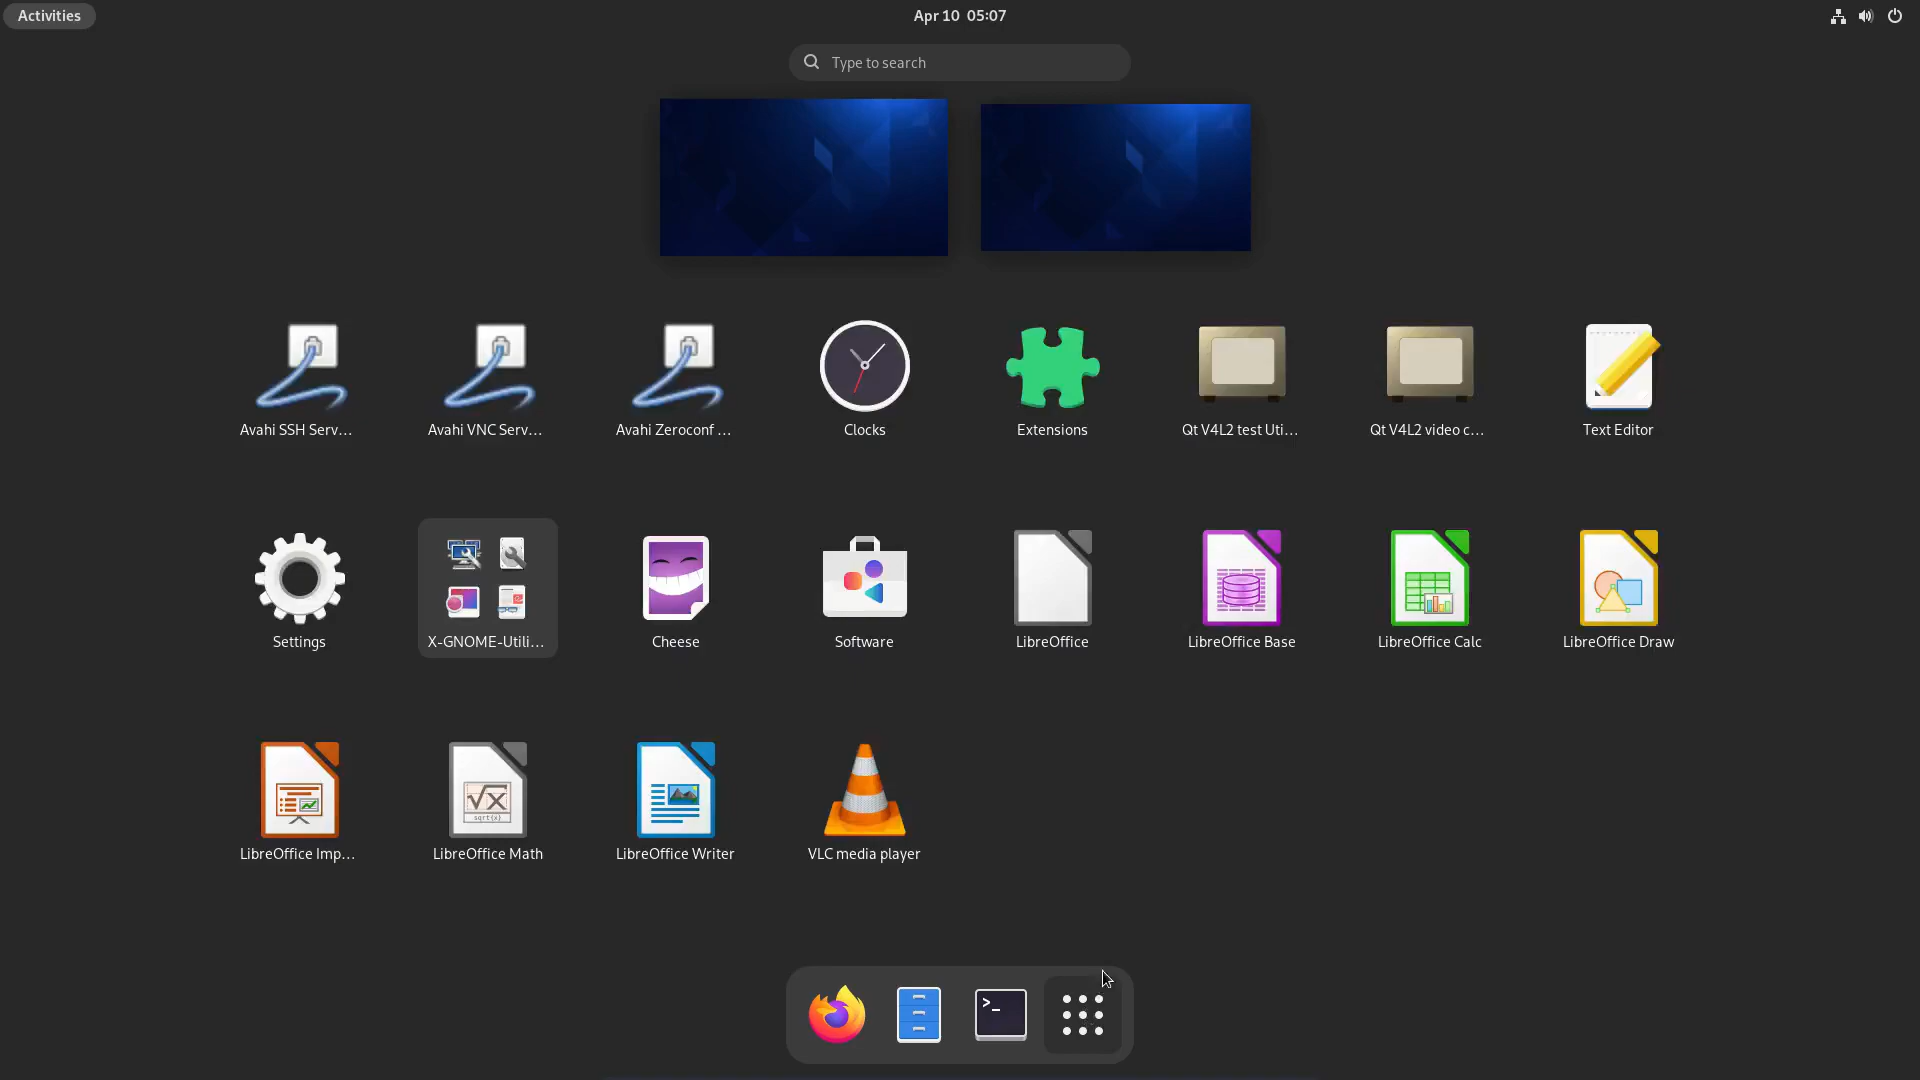 Activities
Apr 10 05:07
Type to search
Avahi SSH Serv...
Avahi VNC Serv...
Avahi Zeroconf ...
Clocks
Extensions
Qt V4L2 test Uti...
Qt V4L2 video c...
Text Editor
Settings
X-GNOME-Utili...
Cheese
Software
LibreOffice
LibreOffice Base
LibreOffice Calc
LibreOffice Draw
√x
sqrt{x}
LibreOffice Imp...
LibreOffice Math
LibreOffice Writer
VLC media player
>_